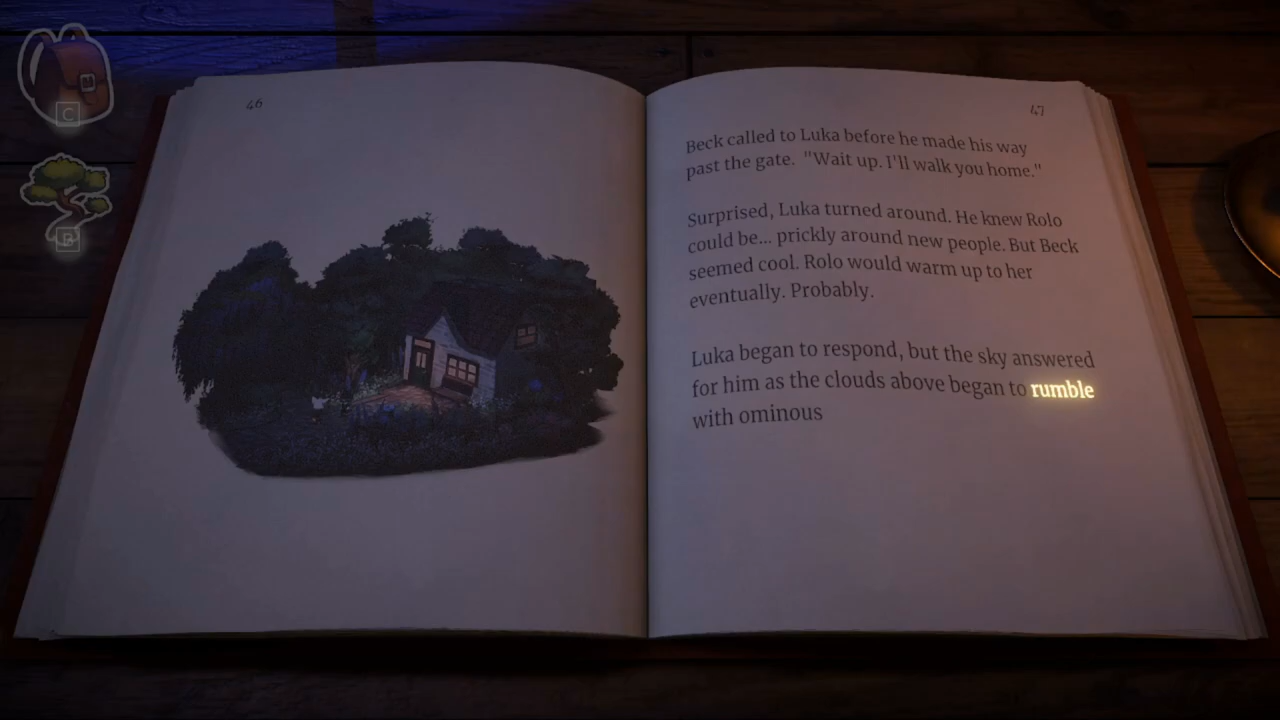 C
B
46
47
Beck called to Luka before he made his way
past the gate.  "Wait up. I'll walk you home."
Surprised, Luka turned around. He knew Rolo
could be... prickly around new people. But Beck
seemed cool. Rolo would warm up to her
eventually. Probably.
Luka began to respond, but the sky answered
for him as the clouds above began to rumble
with ominous